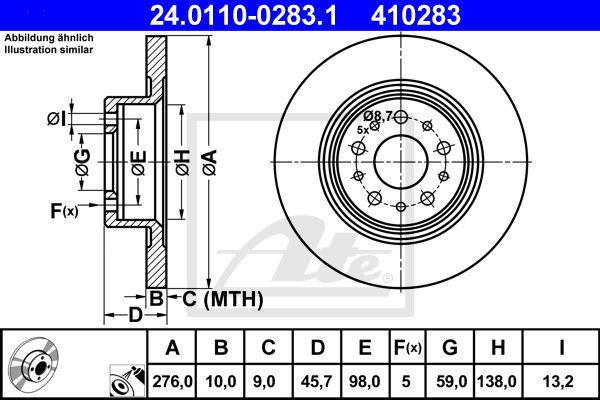 24.0110-0283.1 410283
Abbildung ähnlich
Illustration similar
Ø8,7
5x
ØI
ØG
ØE
ØH
ØA
F(x)
B
C (MTH)
D
Ate
A B C D E F(x) G H I
276,0 10,0 9,0 45,7 98,0 5 59,0 138,0 13,2